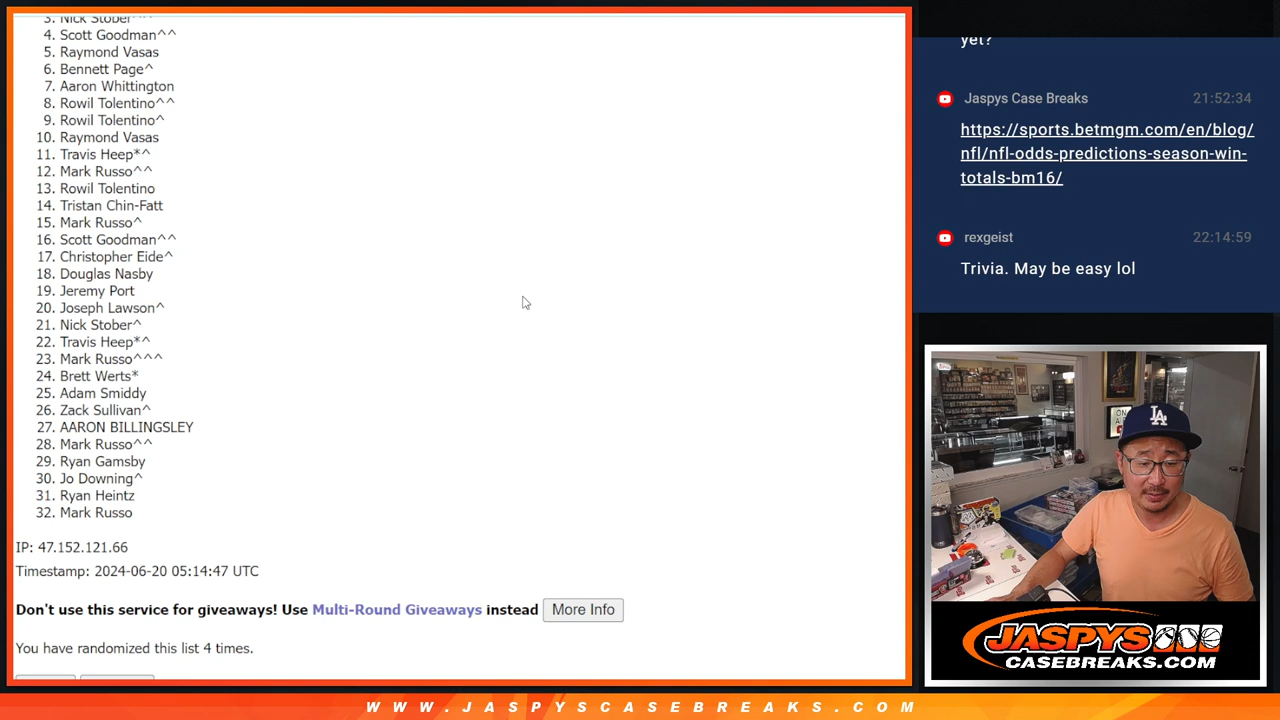 3. Nick Stober^^
4. Scott Goodman^^
5. Raymond Vasas
6. Bennett Page^
7. Aaron Whittington
8. Rowil Tolentino^^
9. Rowil Tolentino^
10. Raymond Vasas
11. Travis Heep*^
12. Mark Russo^^
13. Rowil Tolentino
14. Tristan Chin-Fatt
15. Mark Russo^
16. Scott Goodman^^
17. Christopher Eide^
18. Douglas Nasby
19. Jeremy Port
20. Joseph Lawson^
21. Nick Stober^
22. Travis Heep*^
23. Mark Russo^^^
24. Brett Werts*
25. Adam Smiddy
26. Zack Sullivan^
27. AARON BILLINGSLEY
28. Mark Russo^^
29. Ryan Gamsby
30. Jo Downing^
31. Ryan Heintz
32. Mark Russo
IP: 47.152.121.66
Timestamp: 2024-06-20 05:14:47 UTC
Don't use this service for giveaways! Use Multi-Round Giveaways instead More Info
You have randomized this list 4 times.
yet?
Jaspys Case Breaks 21:52:34
https://sports.betmgm.com/en/blog/
nfl/nfl-odds-predictions-season-win-
totals-bm16/
rexgeist 22:14:59
Trivia. May be easy lol
LA
JASPYS
CASEBREAKS.COM
WWW.JASPYSCASEBREAKS.COM